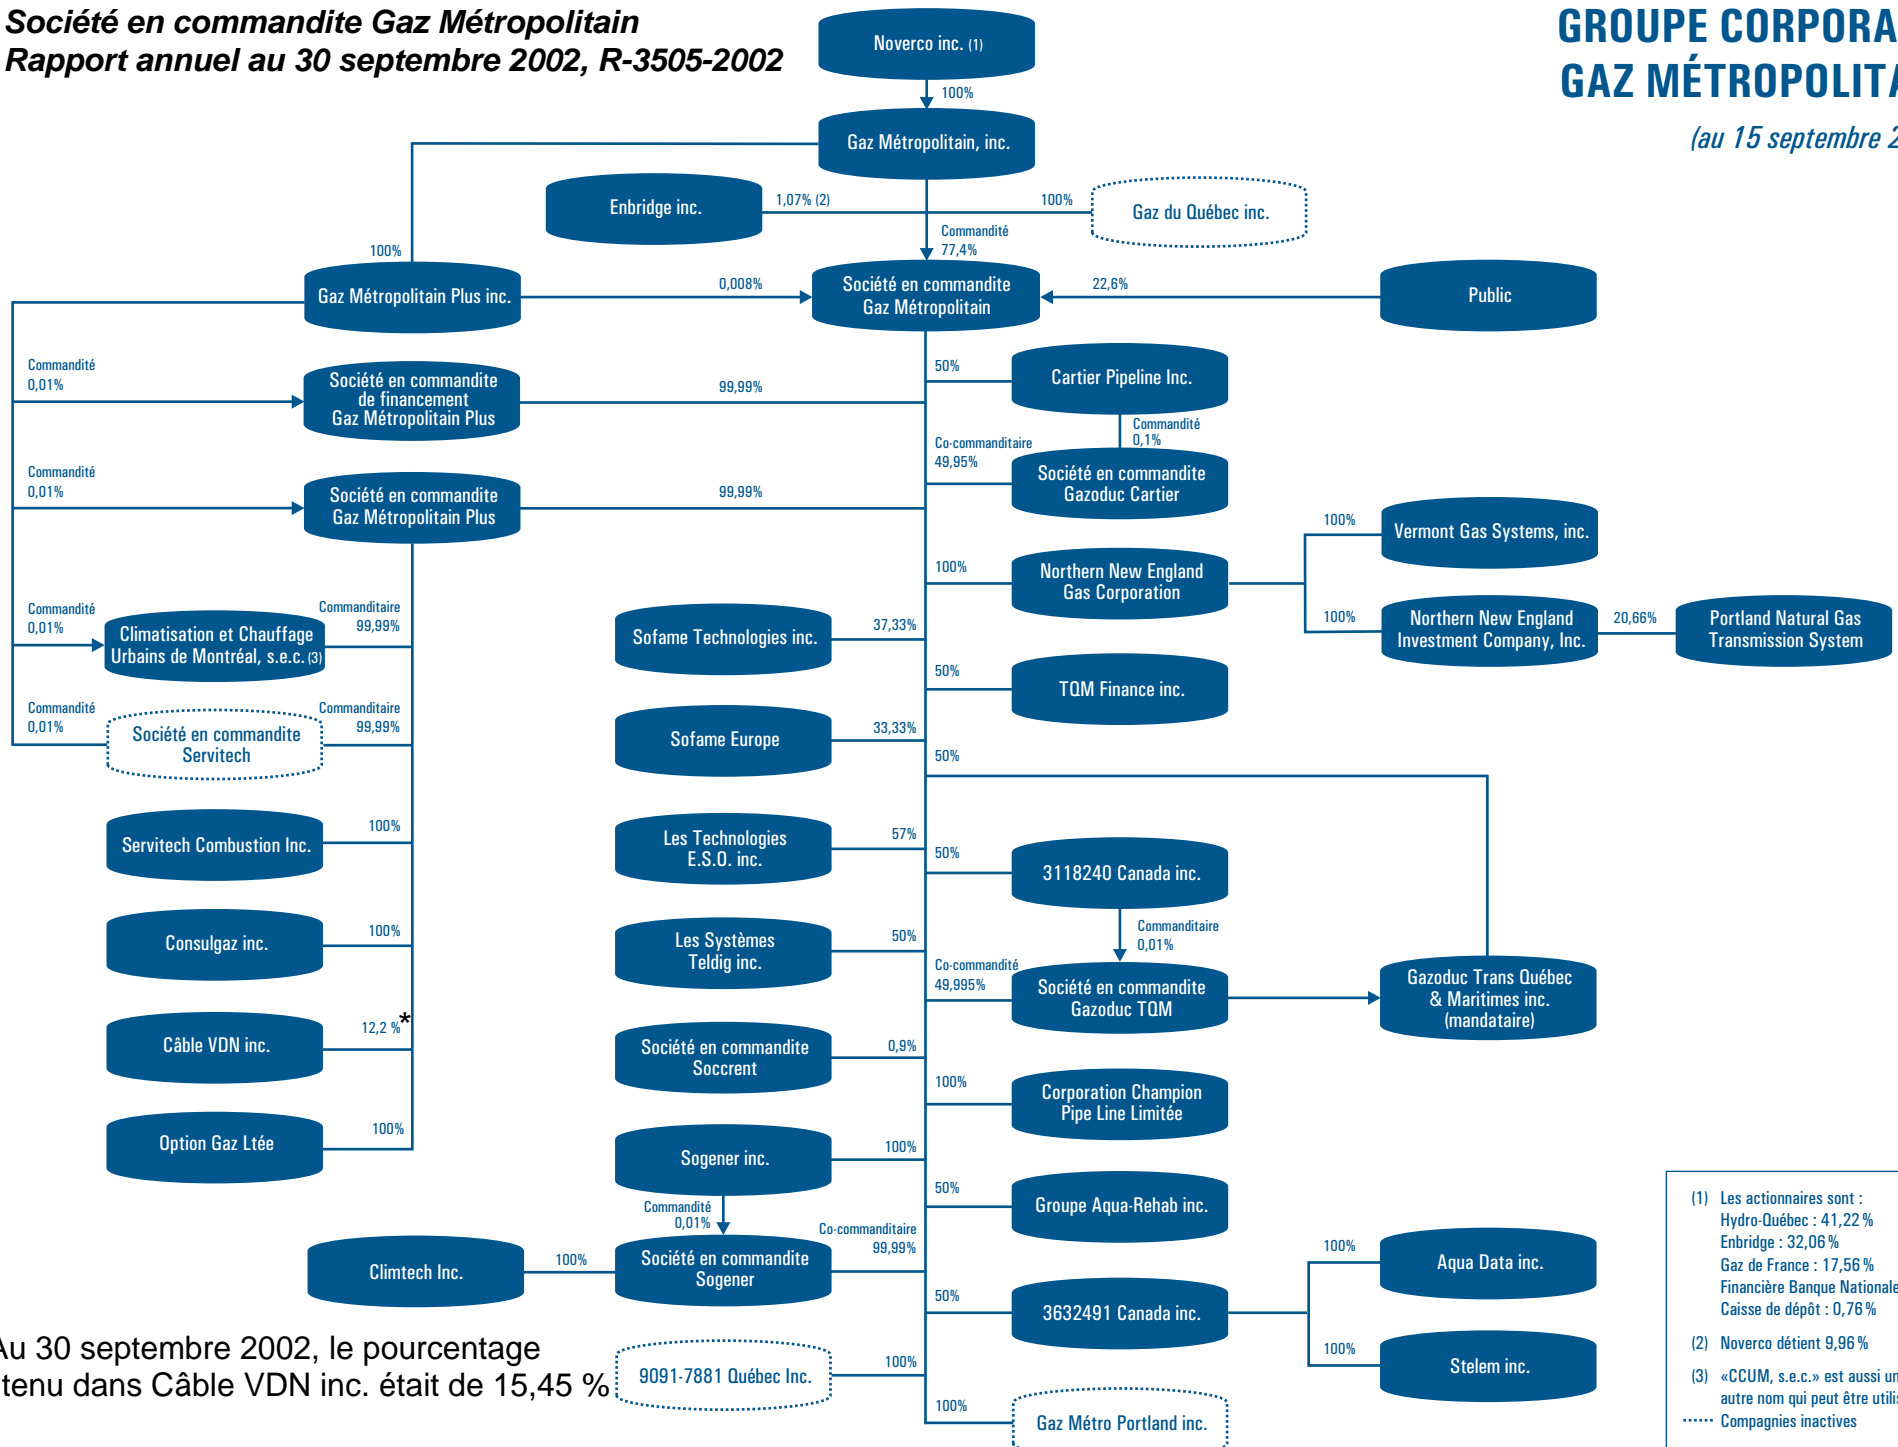 Société en commandite Gaz Métropolitain
Rapport annuel au 30 septembre 2002, R-3505-2002
GROUPE CORPORA
GAZ MÉTROPOLITA
(au 15 septembre 2
Noverco inc. (1)
100%
Gaz Métropolitain, inc.
Enbridge inc.
1,07% (2)
100%
Gaz du Québec inc.
Commandité
77,4%
100%
Gaz Métropolitain Plus inc.
0,008%
Société en commandite
Gaz Métropolitain
22,6%
Public
Commandité
0,01%
Société en commandite
de financement
Gaz Métropolitain Plus
99,99%
50%
Cartier Pipeline Inc.
Commandité
0,1%
Co-commanditaire
49,95%
Société en commandite
Gazoduc Cartier
Commandité
0,01%
Société en commandite
Gaz Métropolitain Plus
99,99%
100%
Northern New England
Gas Corporation
100%
Vermont Gas Systems, inc.
100%
Northern New England
Investment Company, Inc.
20,66%
Portland Natural Gas
Transmission System
Commandité
0,01%
Climatisation et Chauffage
Urbains de Montréal, s.e.c. (3)
Commanditaire
99,99%
Sofame Technologies inc.
37,33%
50%
TQM Finance inc.
Commandité
0,01%
Société en commandite
Servitech
Commanditaire
99,99%
Sofame Europe
33,33%
50%
Servitech Combustion Inc.
100%
Les Technologies
E.S.O. inc.
57%
50%
3118240 Canada inc.
Commanditaire
0,01%
Consulgaz inc.
100%
Les Systèmes
Teldig inc.
50%
Co-commandité
49,995%
Société en commandite
Gazoduc TQM
Gazoduc Trans Québec
& Maritimes inc.
(mandataire)
Câble VDN inc.
12,2 %*
Société en commandite
Soccrent
0,9%
100%
Corporation Champion
Pipe Line Limitée
Option Gaz Ltée
100%
Sogener inc.
100%
50%
Groupe Aqua-Rehab inc.
Commandité
0,01%
Climtech Inc.
100%
Société en commandite
Sogener
Co-commanditaire
99,99%
50%
3632491 Canada inc.
100%
Aqua Data inc.
100%
Stelem inc.
9091-7881 Québec Inc.
100%
100%
Gaz Métro Portland inc.
Au 30 septembre 2002, le pourcentage
tenu dans Câble VDN inc. était de 15,45 %
(1) Les actionnaires sont :
Hydro-Québec : 41,22 %
Enbridge : 32,06 %
Gaz de France : 17,56 %
Financière Banque Nationale
Caisse de dépôt : 0,76 %
(2) Noverco détient 9,96 %
(3) «CCUM, s.e.c.» est aussi un
autre nom qui peut être utilis
Compagnies inactives